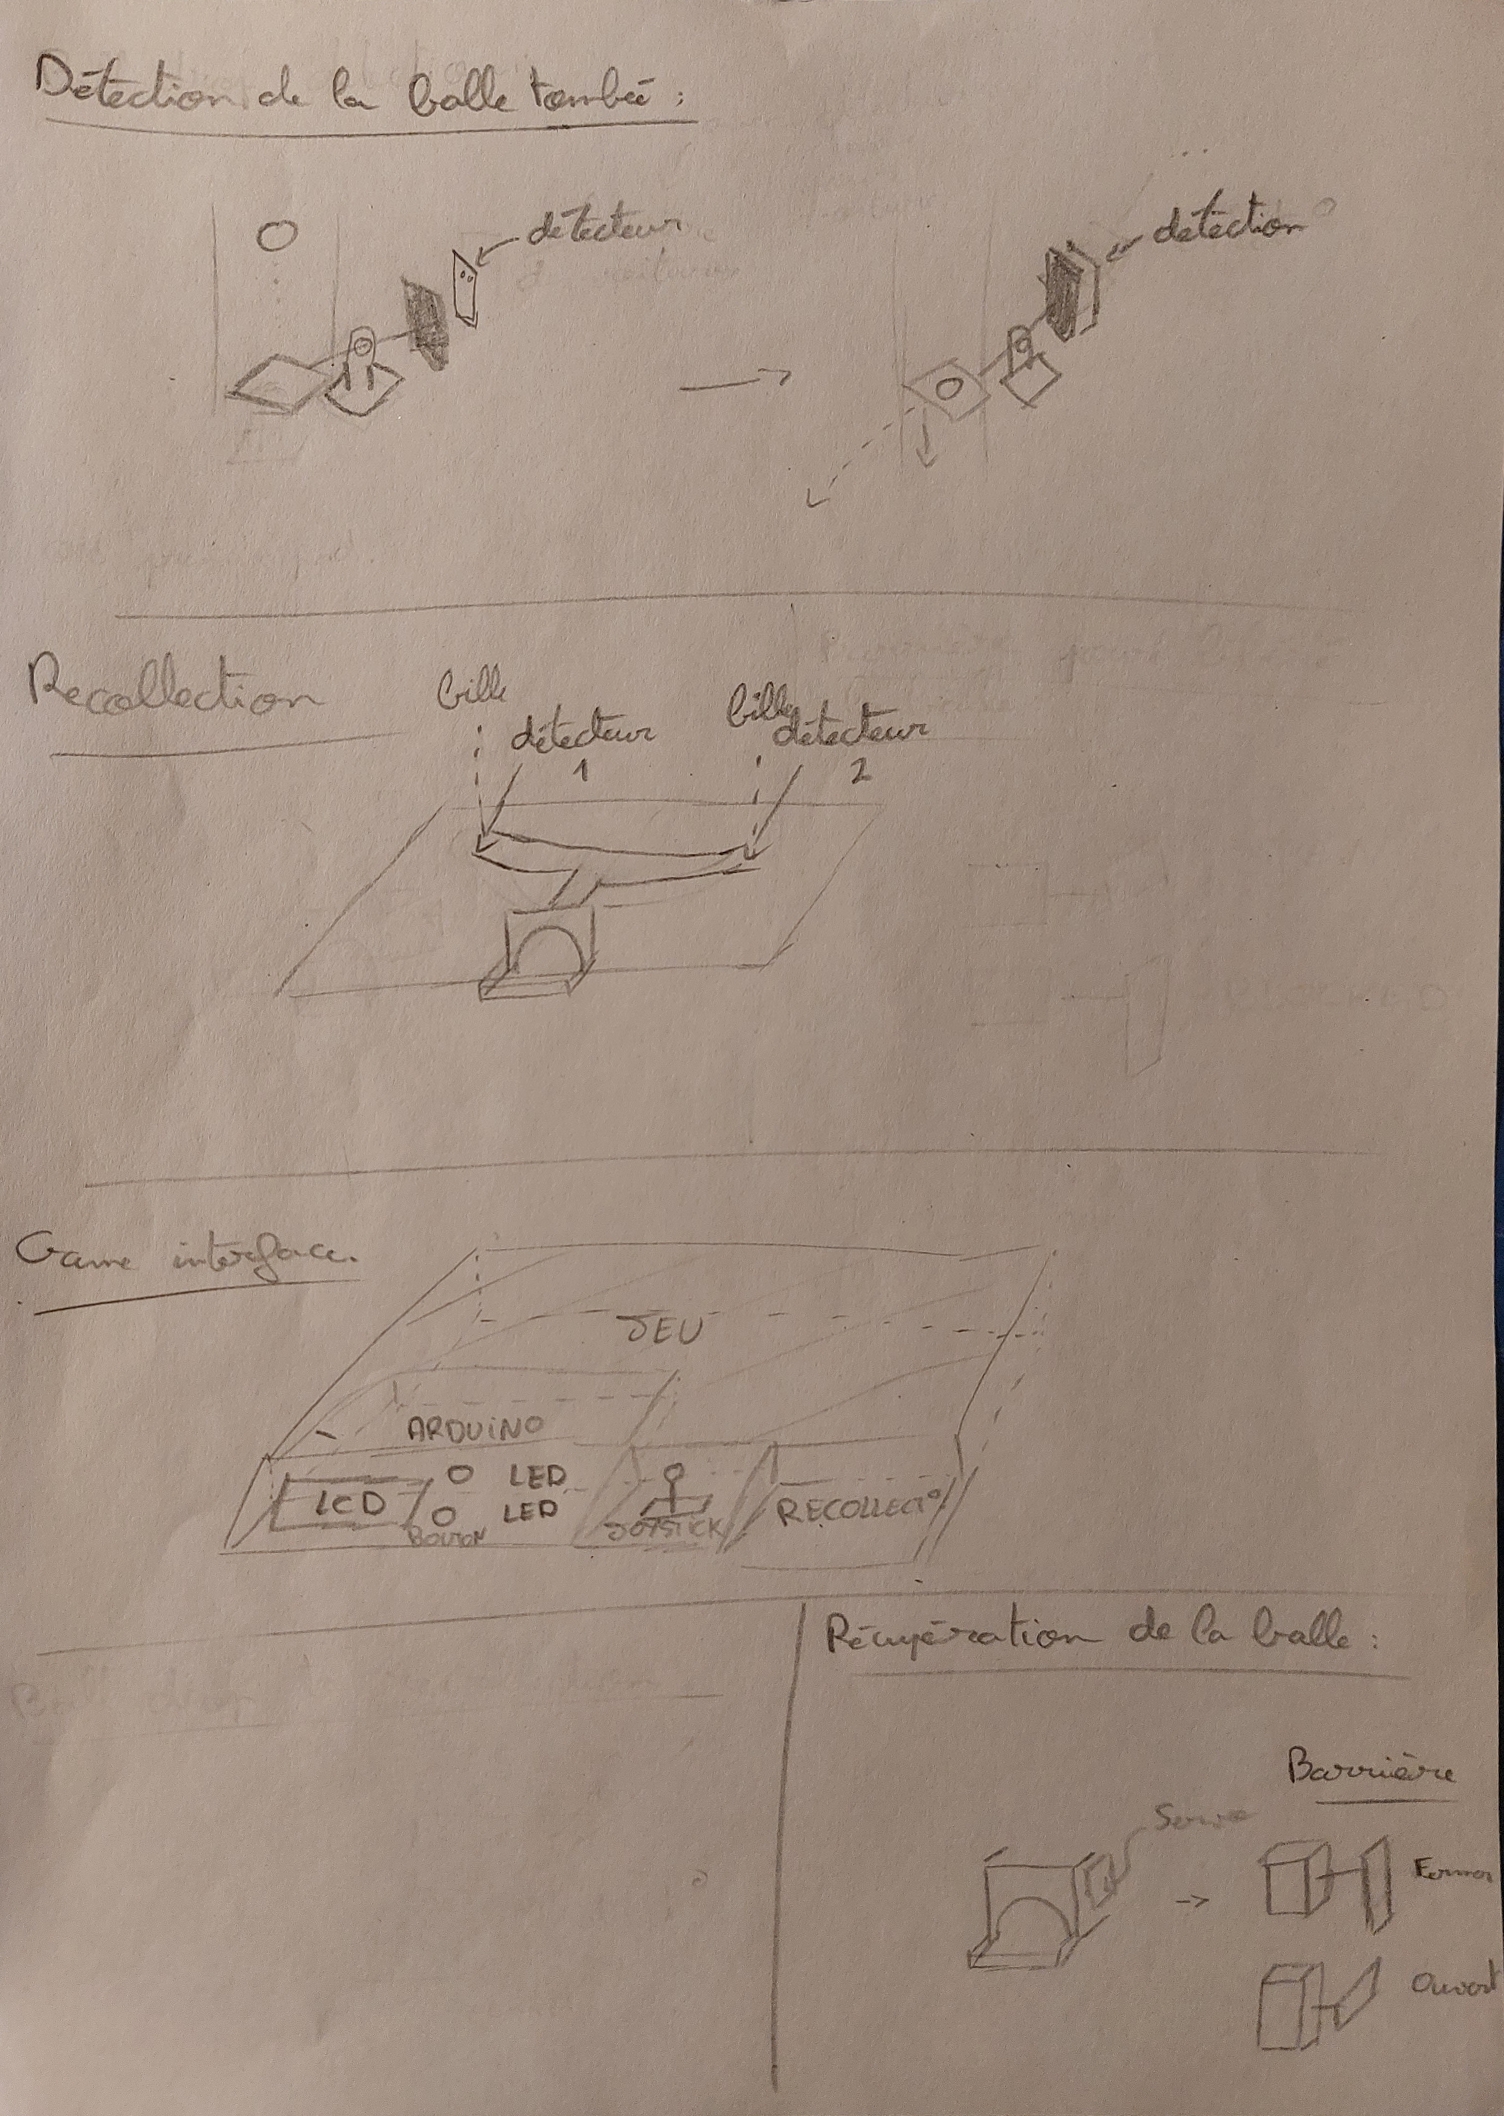 Détection de la balle tombée :
détecteur
détection
Recollection
bille
bille
détecteur
1
détecteur
2
Game interface
JEU
ARDUINO
LCD
LED
LED
BOUTON
JOYSTICK
RECOLLECT°
Récupération de la balle :
Barrière
Servo
Fermer
Ouvert